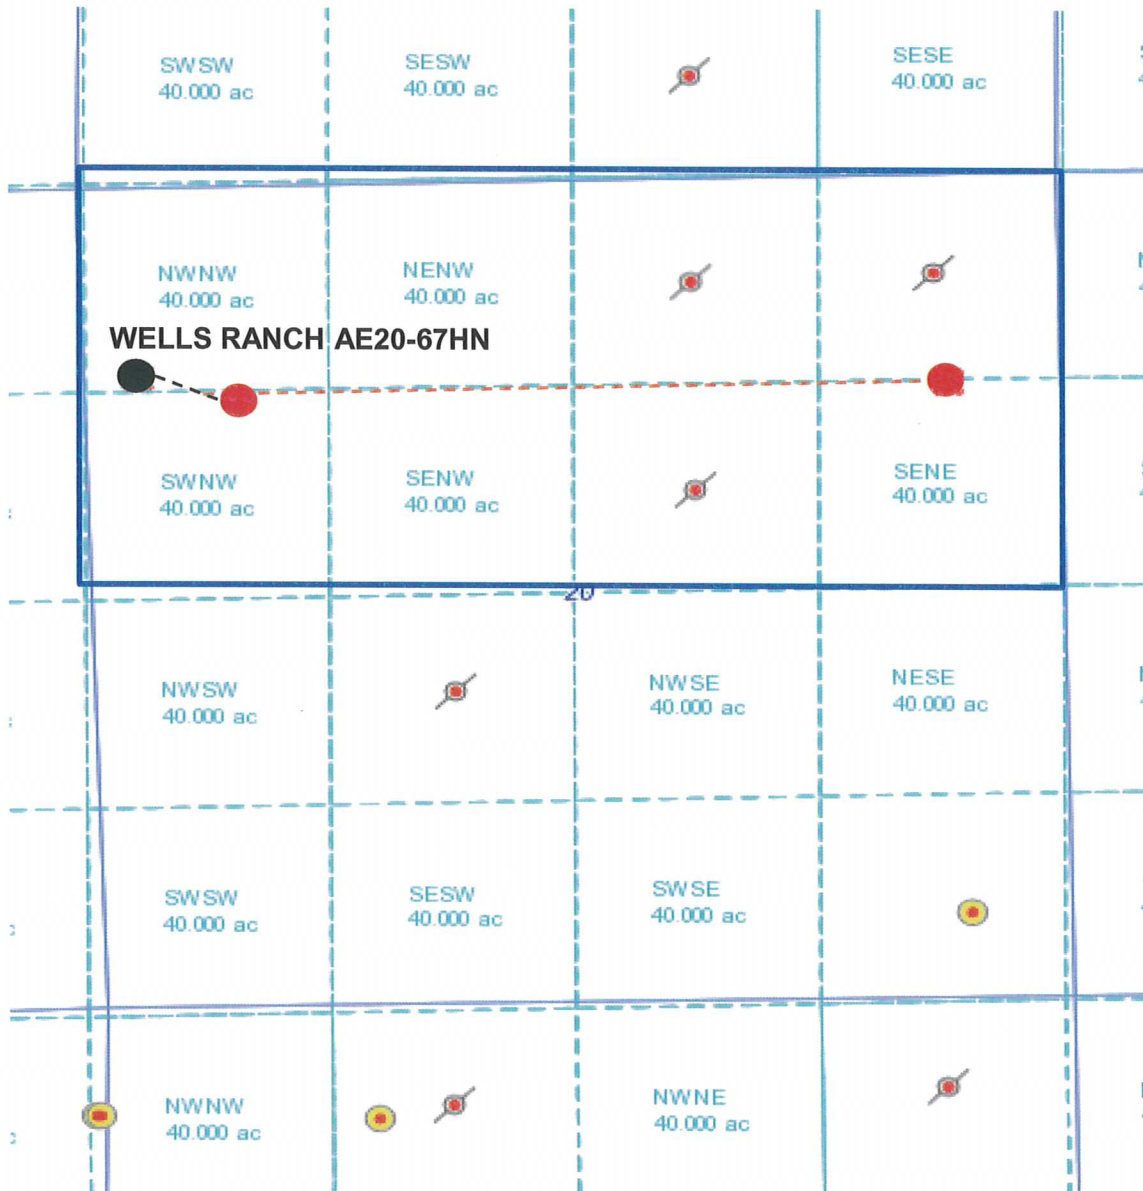 SWSW
40.000 ac
SESW
40.000 ac
SESE
40.000 ac
NWNW
40.000 ac
NENW
40.000 ac
WELLS RANCH AE20-67HN
SWNW
40.000 ac
SENW
40.000 ac
SENE
40.000 ac
20
NWSW
40.000 ac
NWSE
40.000 ac
NESE
40.000 ac
SWSW
40.000 ac
SESW
40.000 ac
SWSE
40.000 ac
NWNW
40.000 ac
NWNE
40.000 ac